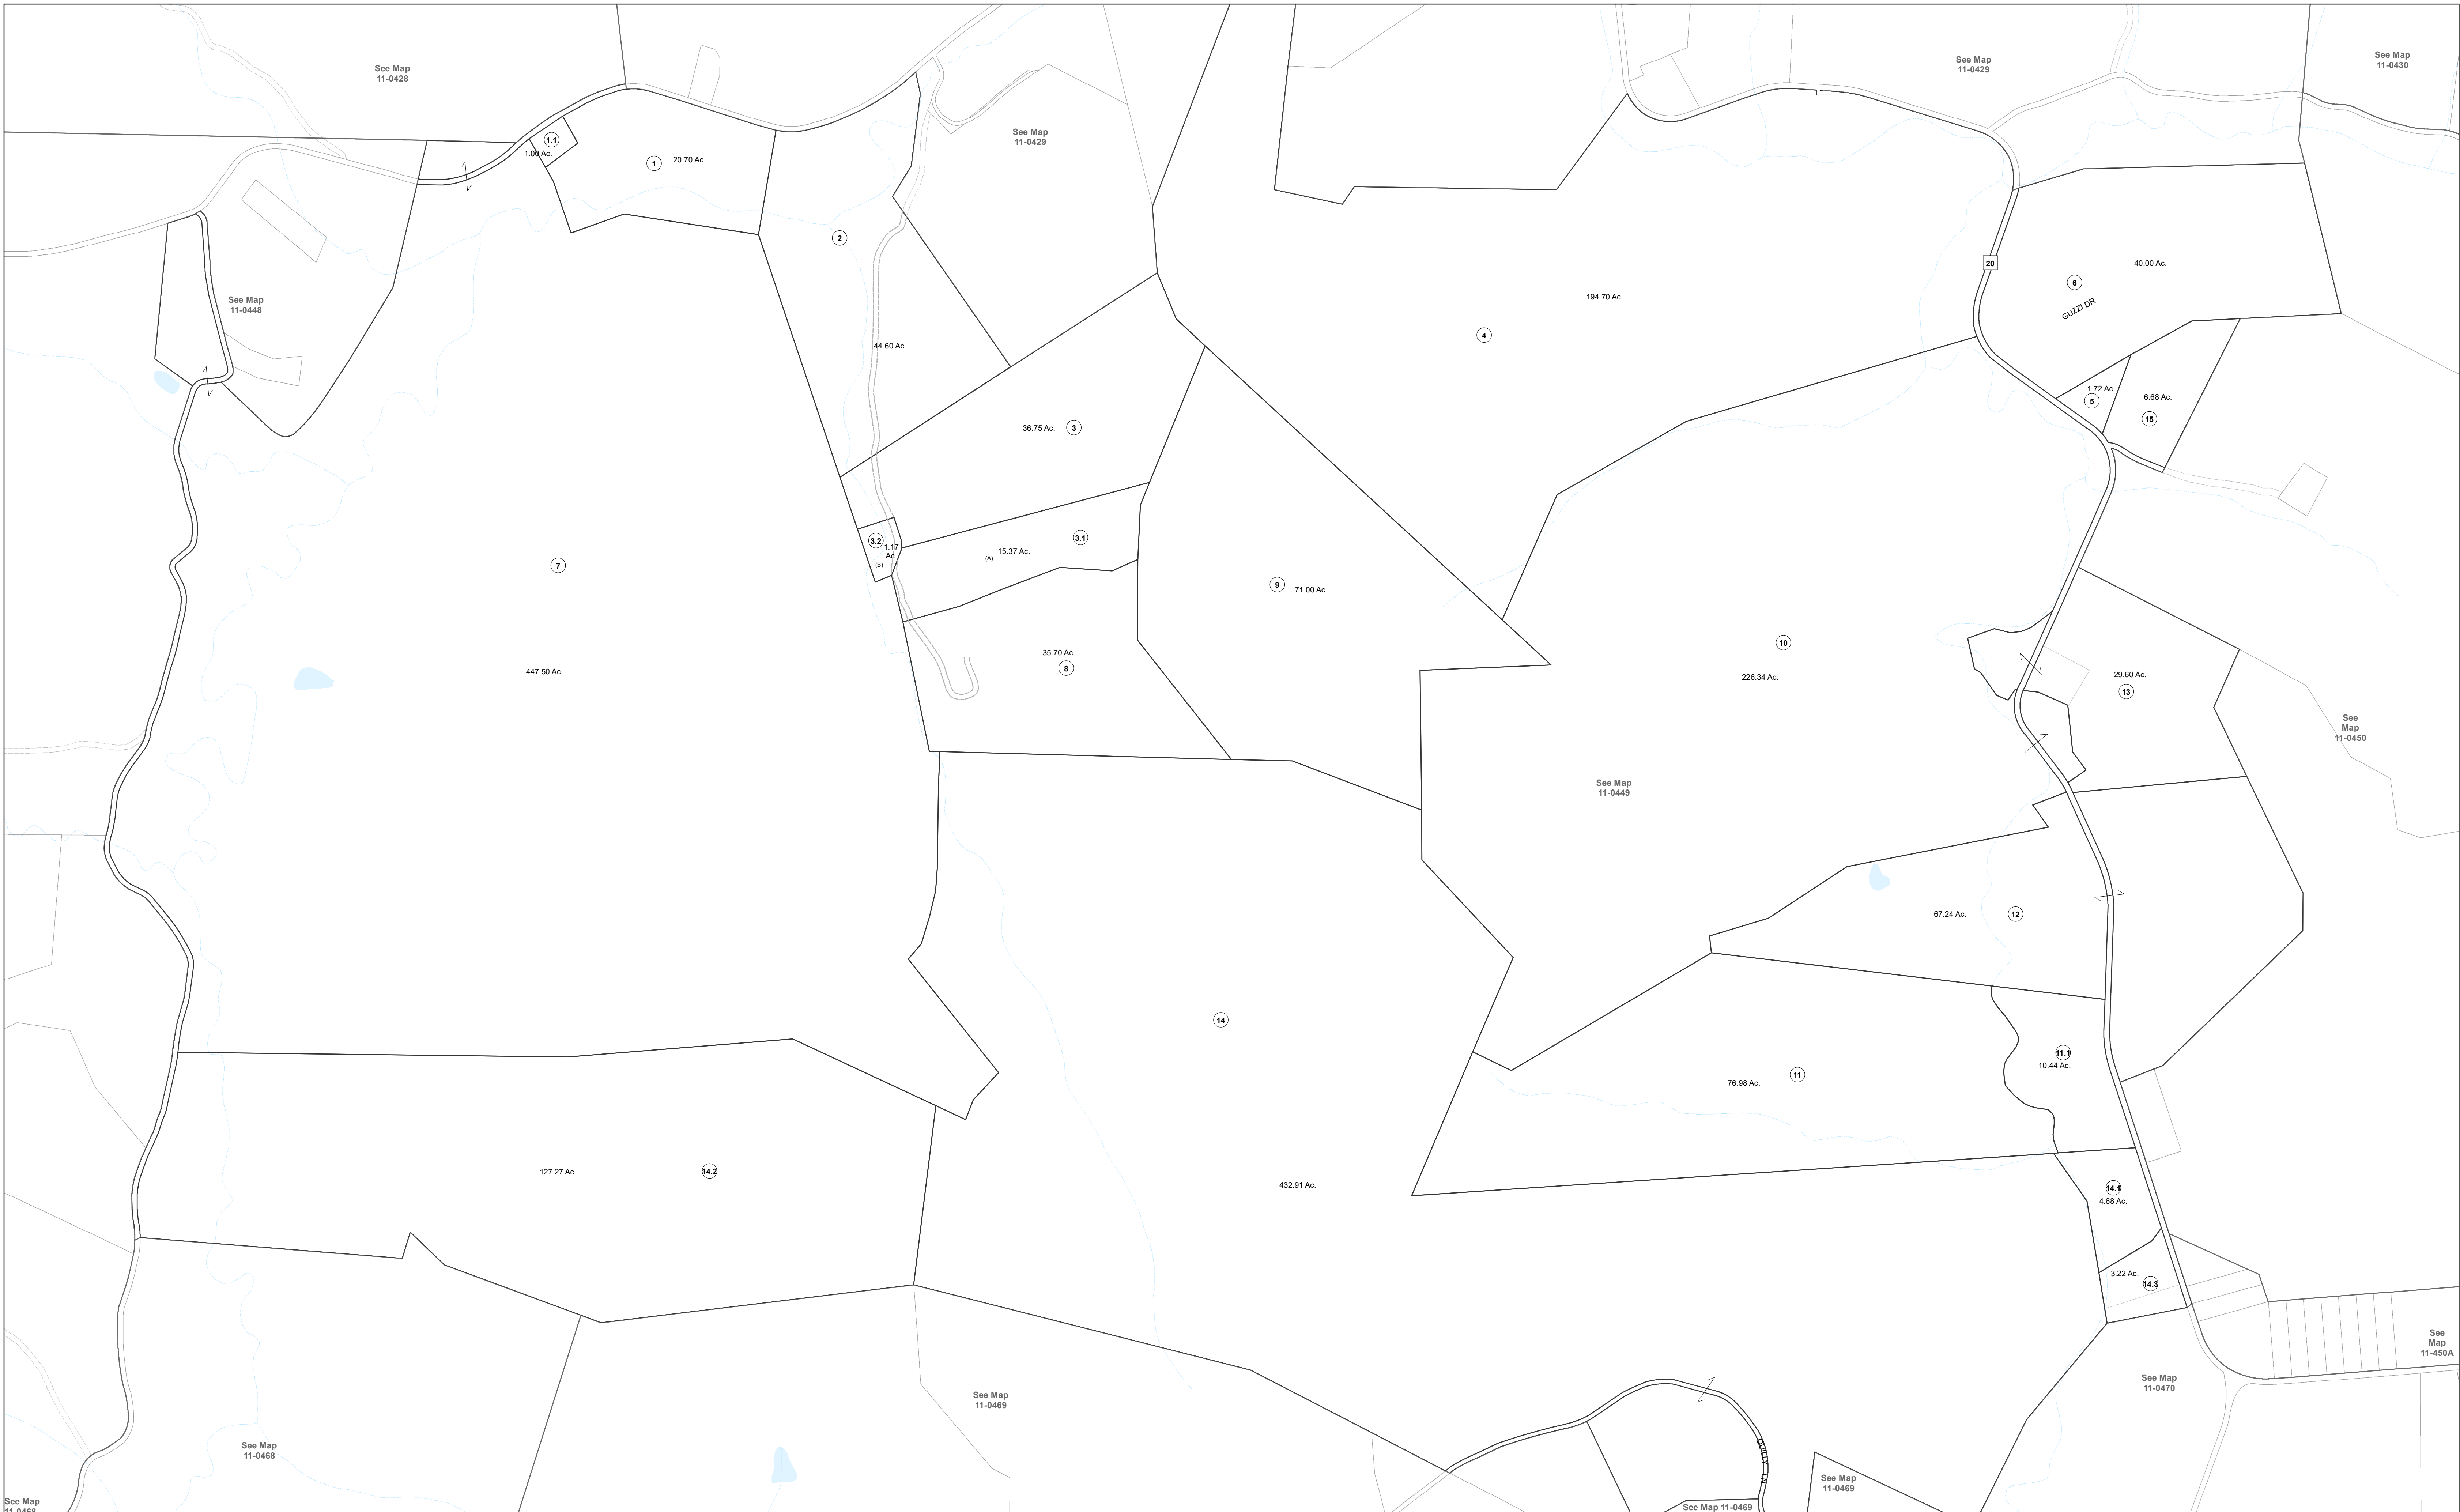 See Map
11-0428
See Map
11-0429
See Map
11-0430
See Map
11-0429
1.1
1.00 Ac.
1
20.70 Ac.
2
20
40.00 Ac.
6
GUZZI DR
194.70 Ac.
4
See Map
11-0448
44.60 Ac.
1.72 Ac.
5
6.68 Ac.
15
36.75 Ac.
3
3.2
1.17
Ac.
(B)
15.37 Ac.
(A)
3.1
7
447.50 Ac.
9
71.00 Ac.
35.70 Ac.
8
10
226.34 Ac.
29.60 Ac.
13
See
Map
11-0450
See Map
11-0449
67.24 Ac.
12
14
11.1
10.44 Ac.
76.98 Ac.
11
127.27 Ac.
14.2
432.91 Ac.
14.1
4.68 Ac.
3.22 Ac.
14.3
See
Map
11-450A
See Map
11-0470
See Map
11-0469
See Map
11-0468
QUILTY LN
See Map
11-0469
See Map 11-0469
See Map
11-0468